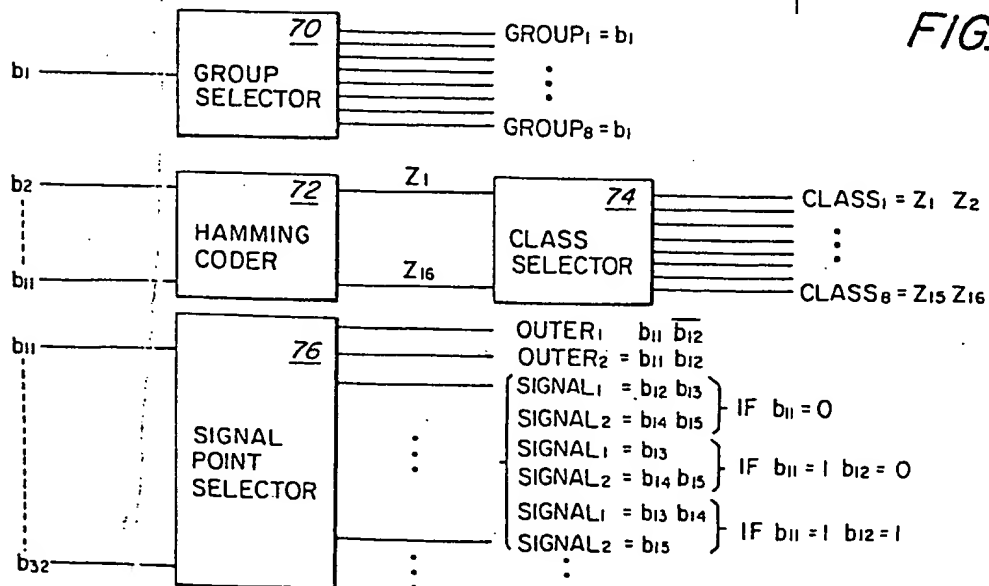 FIG.
70
b₁
GROUP SELECTOR
GROUP₁ = b₁
GROUP₈ = b₁
b₂
b₁₁
72
HAMMING CODER
Z₁
Z₁₆
74
CLASS SELECTOR
CLASS₁ = Z₁ Z₂
CLASS₈ = Z₁₅ Z₁₆
b₁₁
b₃₂
76
SIGNAL POINT SELECTOR
OUTER₁ b₁₁ b̅₁̅₂̅
OUTER₂ = b₁₁ b₁₂
SIGNAL₁ = b₁₂ b₁₃
SIGNAL₂ = b₁₄ b₁₅
IF b₁₁ = 0
SIGNAL₁ = b₁₃
SIGNAL₂ = b₁₄ b₁₅
IF b₁₁ = 1 b₁₂ = 0
SIGNAL₁ = b₁₃ b₁₄
SIGNAL₂ = b₁₅
IF b₁₁ = 1 b₁₂ = 1